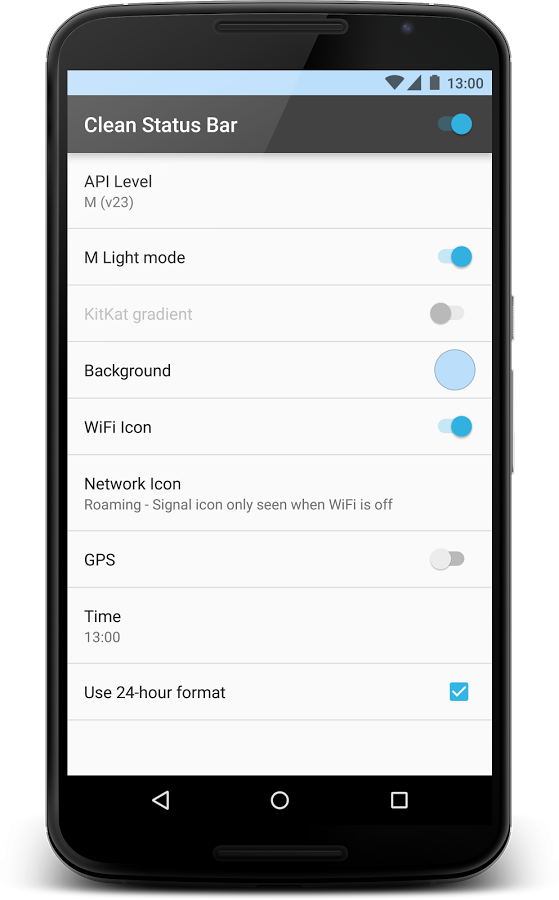 13:00
Clean Status Bar
API Level
M (v23)
M Light mode
KitKat gradient
Background
WiFi Icon
Network Icon
Roaming - Signal icon only seen when WiFi is off
GPS
Time
13:00
Use 24-hour format